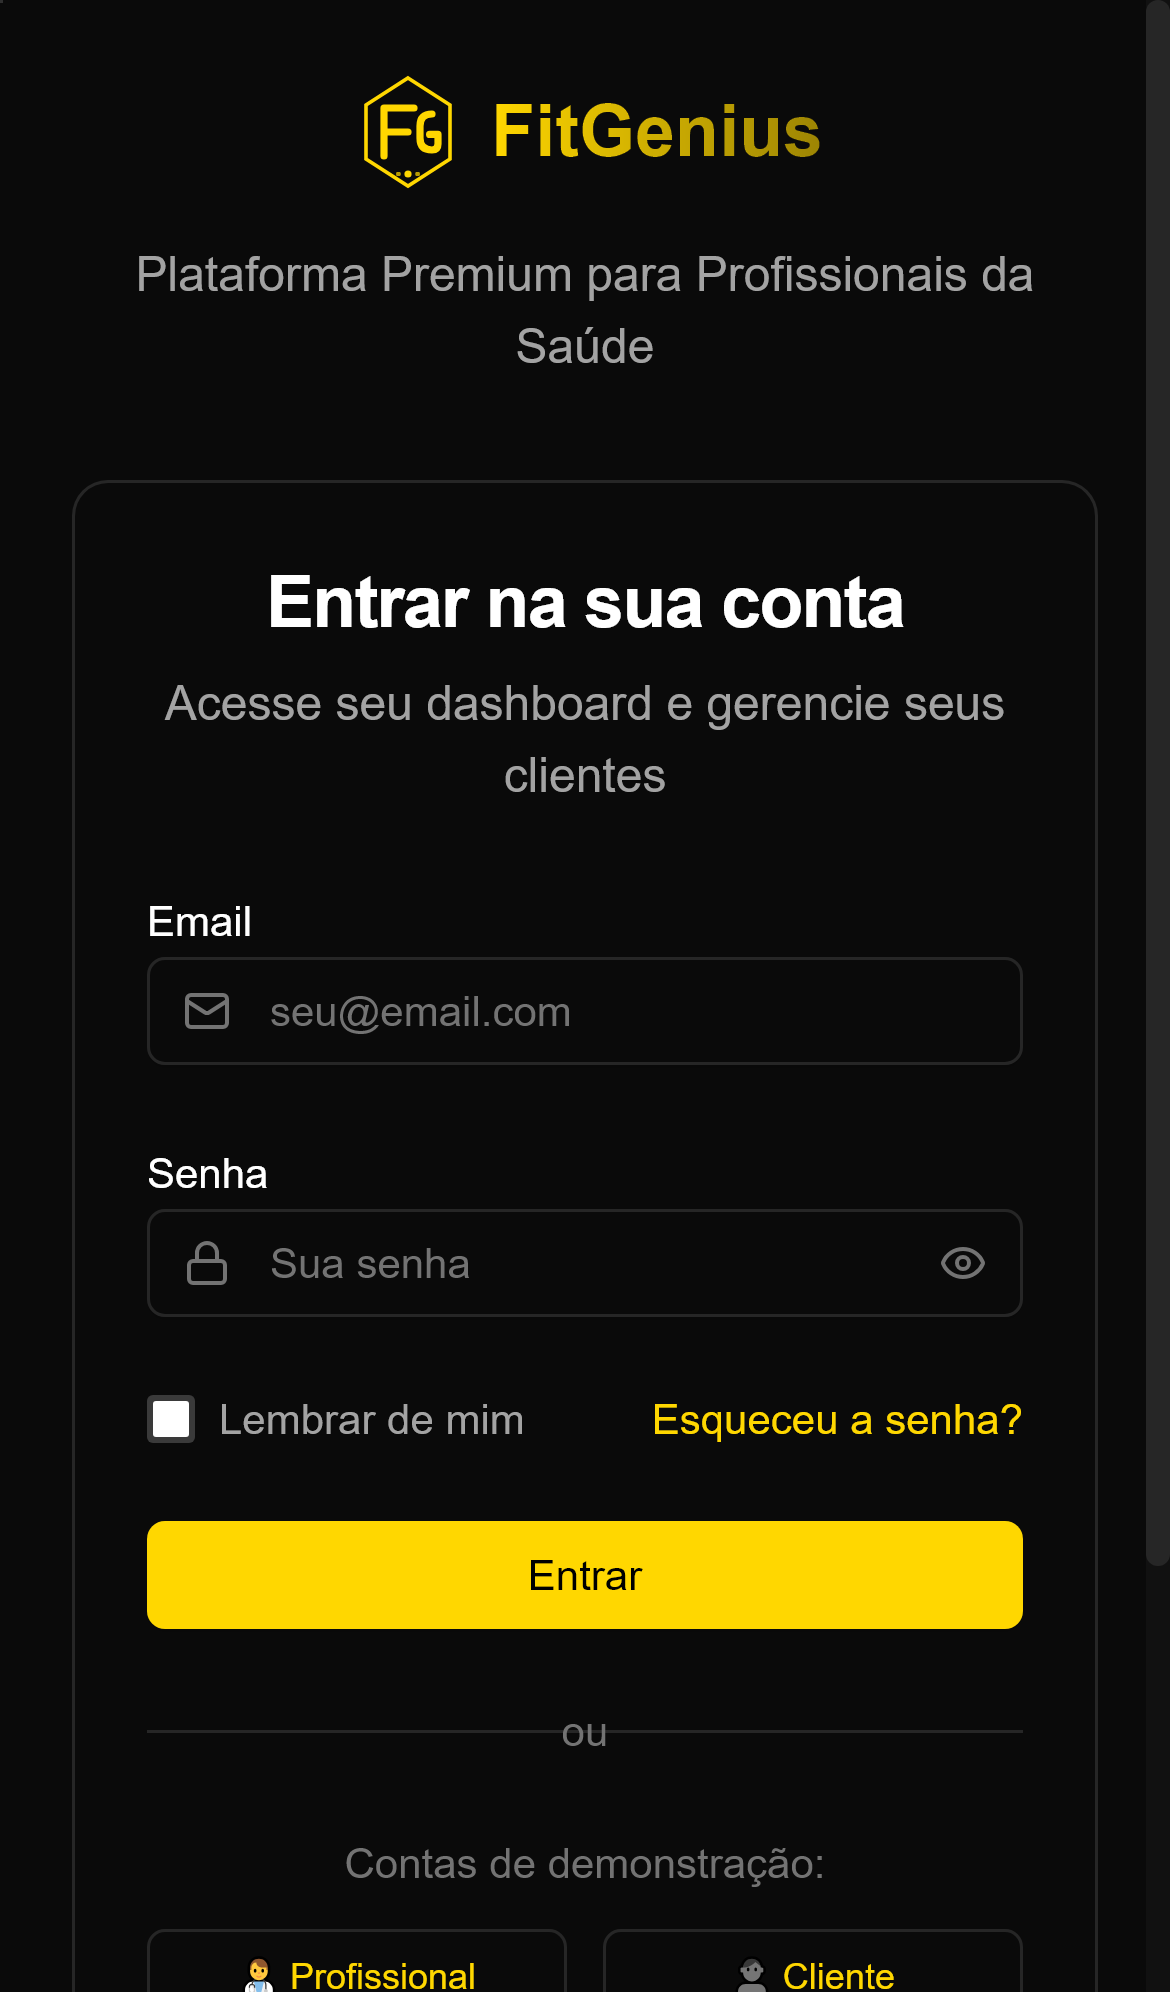 FG FitGenius
Plataforma Premium para Profissionais da
Saúde
Entrar na sua conta
Acesse seu dashboard e gerencie seus
clientes
Email
seu@email.com
Senha
Sua senha
Lembrar de mim Esqueceu a senha?
Entrar
ou
Contas de demonstração:
Profissional Cliente